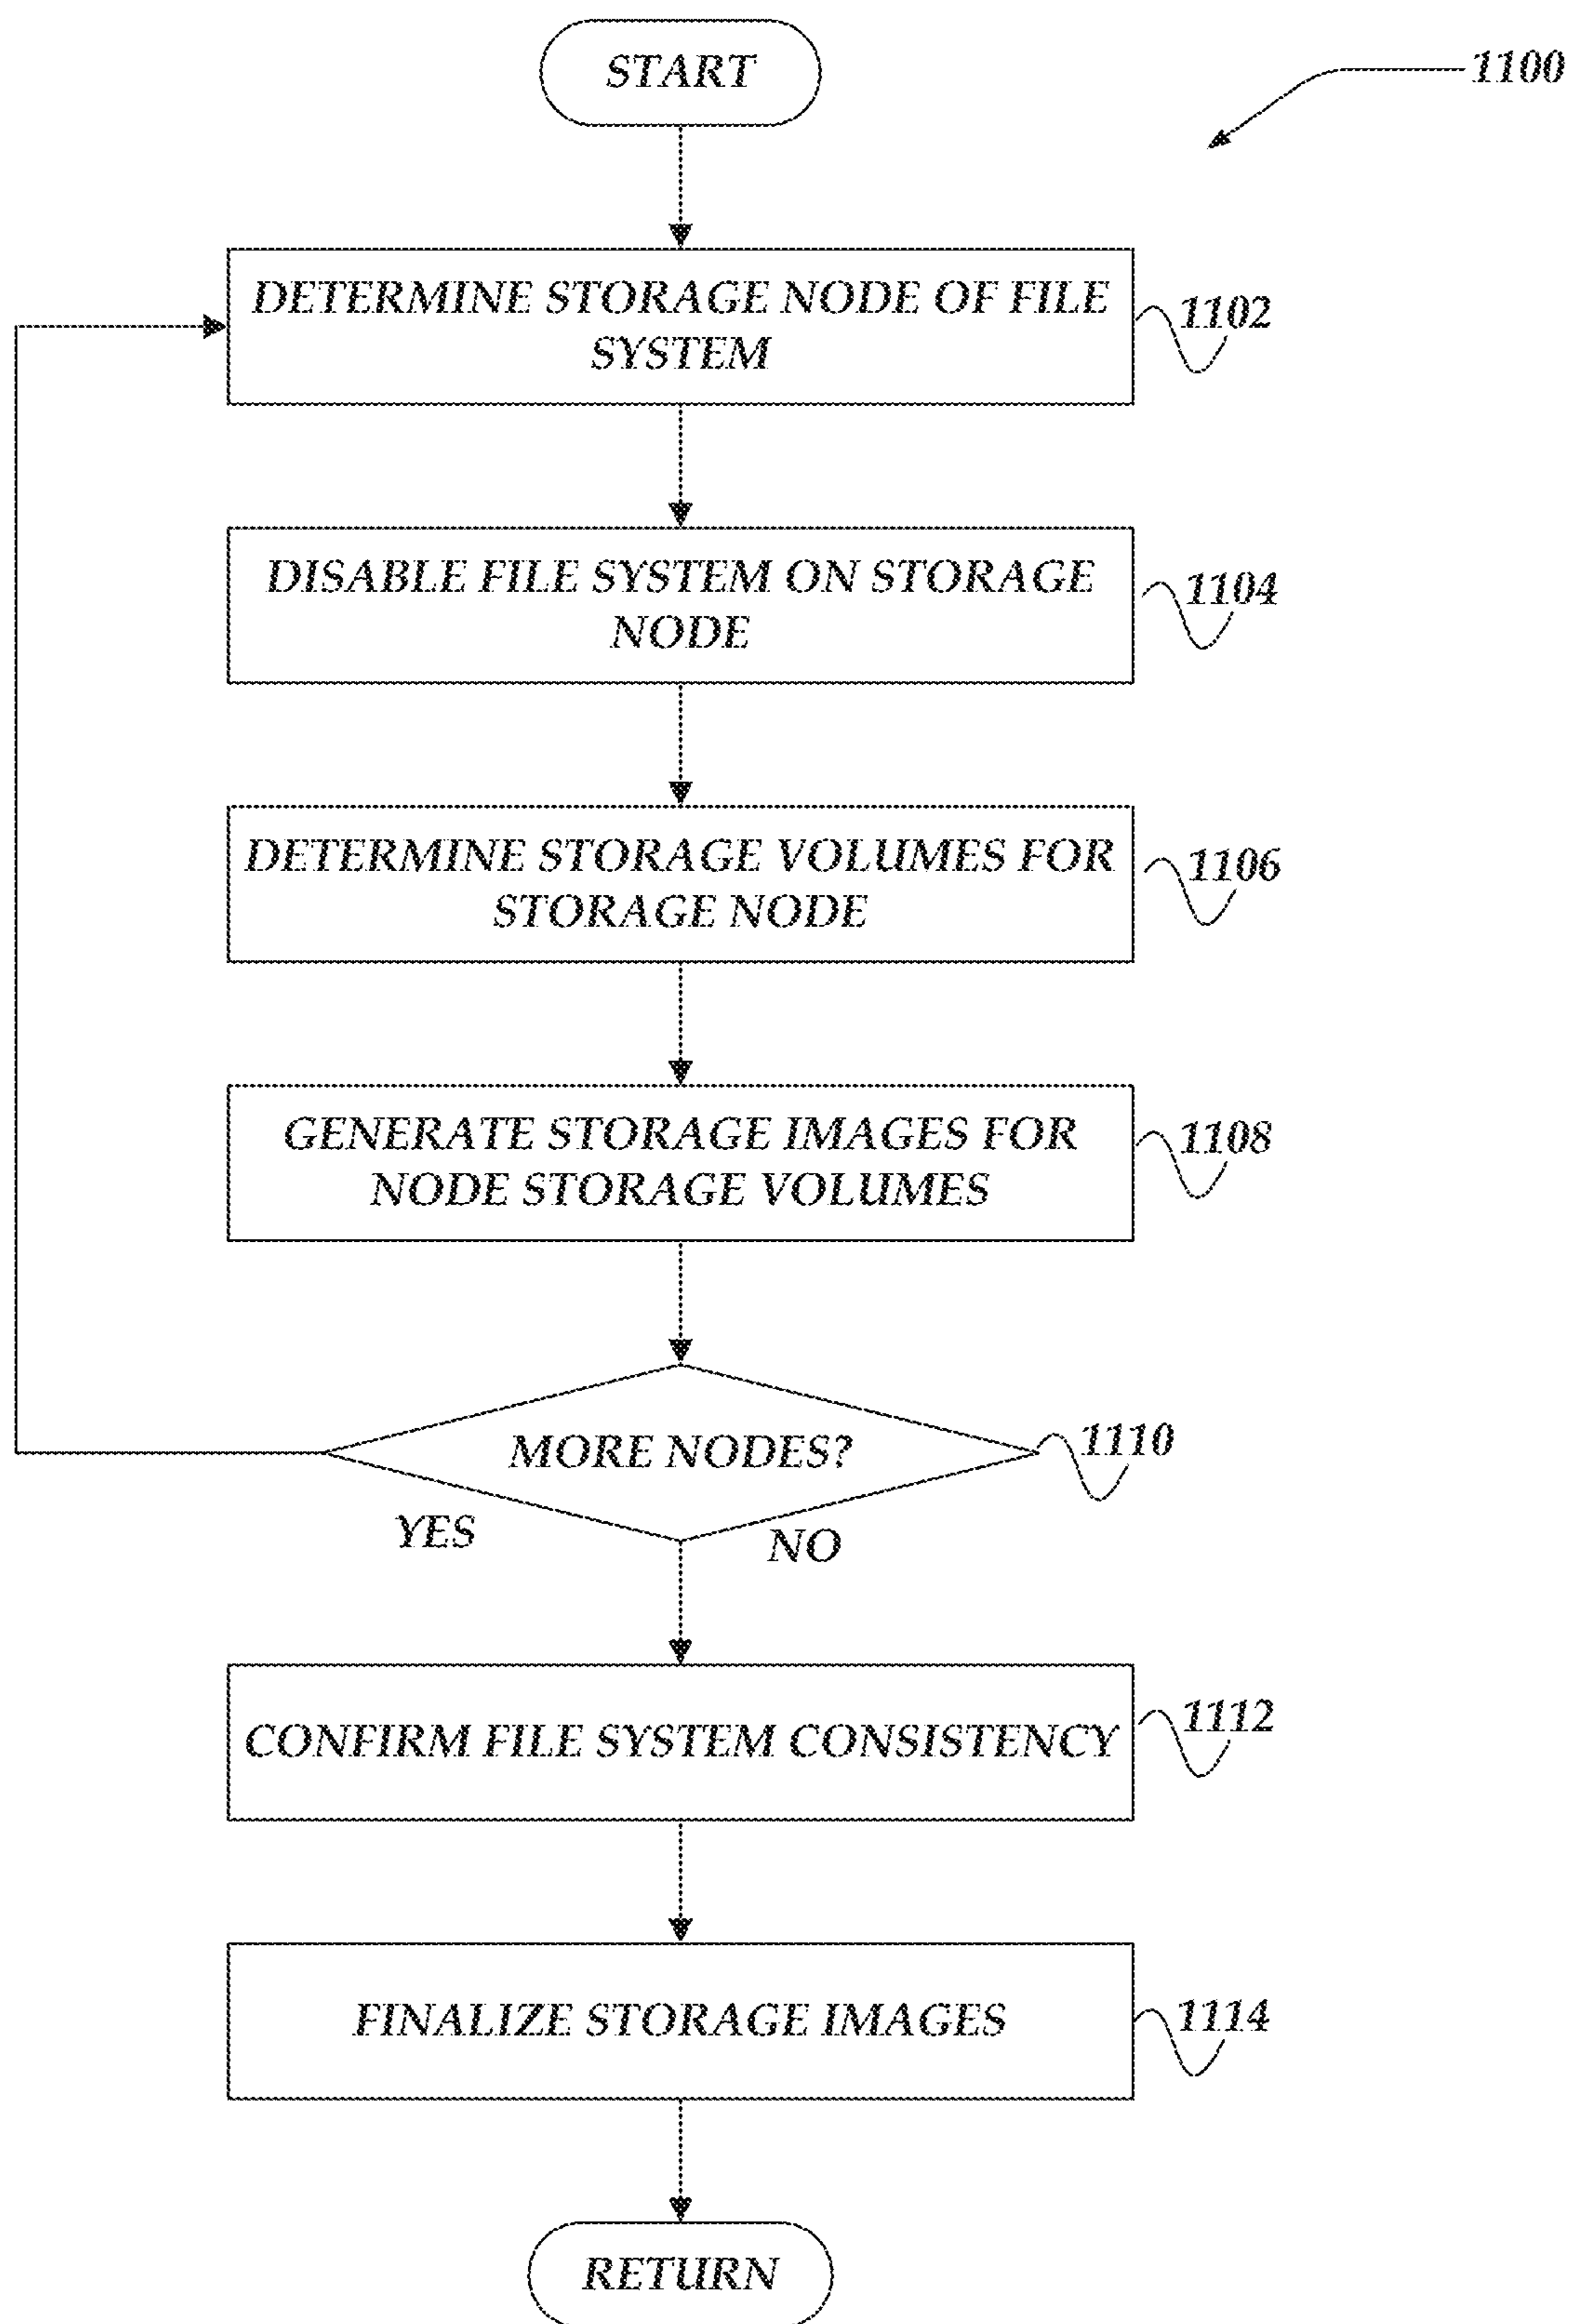 START
1100
DETERMINE STORAGE NODE OF FILE
SYSTEM
1102
DISABLE FILE SYSTEM ON STORAGE
NODE
1104
DETERMINE STORAGE VOLUMES FOR
STORAGE NODE
1106
GENERATE STORAGE IMAGES FOR
NODE STORAGE VOLUMES
1108
MORE NODES?
1110
YES
NO
CONFIRM FILE SYSTEM CONSISTENCY
1112
FINALIZE STORAGE IMAGES
1114
RETURN